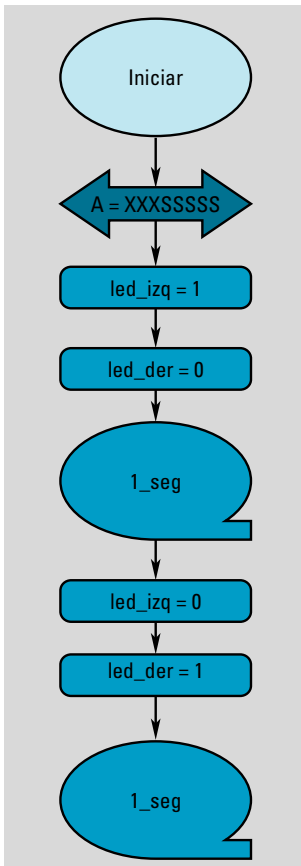 Iniciar
A = XXXSSSSS
led_izq = 1
led_der = 0
1_seg
led_izq = 0
led_der = 1
1_seg